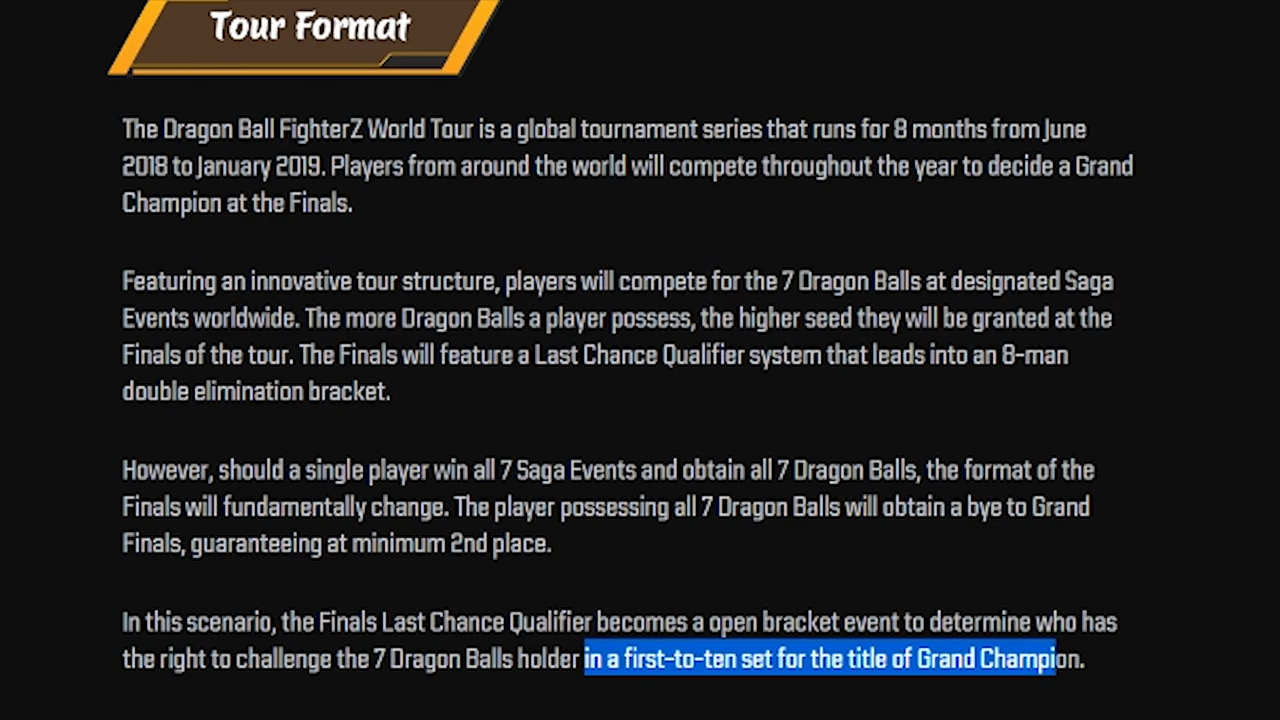 Tour Format
The Dragon Ball FighterZ World Tour is a global tournament series that runs for 8 months from June
2018 to January 2019. Players from around the world will compete throughout the year to decide a Grand
Champion at the Finals.
Featuring an innovative tour structure, players will compete for the 7 Dragon Balls at designated Saga
Events worldwide. The more Dragon Balls a player possess, the higher seed they will be granted at the
Finals of the tour. The Finals will feature a Last Chance Qualifier system that leads into an 8-man
double elimination bracket.
However, should a single player win all 7 Saga Events and obtain all 7 Dragon Balls, the format of the
Finals will fundamentally change. The player possessing all 7 Dragon Balls will obtain a bye to Grand
Finals, guaranteeing at minimum 2nd place.
In this scenario, the Finals Last Chance Qualifier becomes a open bracket event to determine who has
the right to challenge the 7 Dragon Balls holder in a first-to-ten set for the title of Grand Champion.